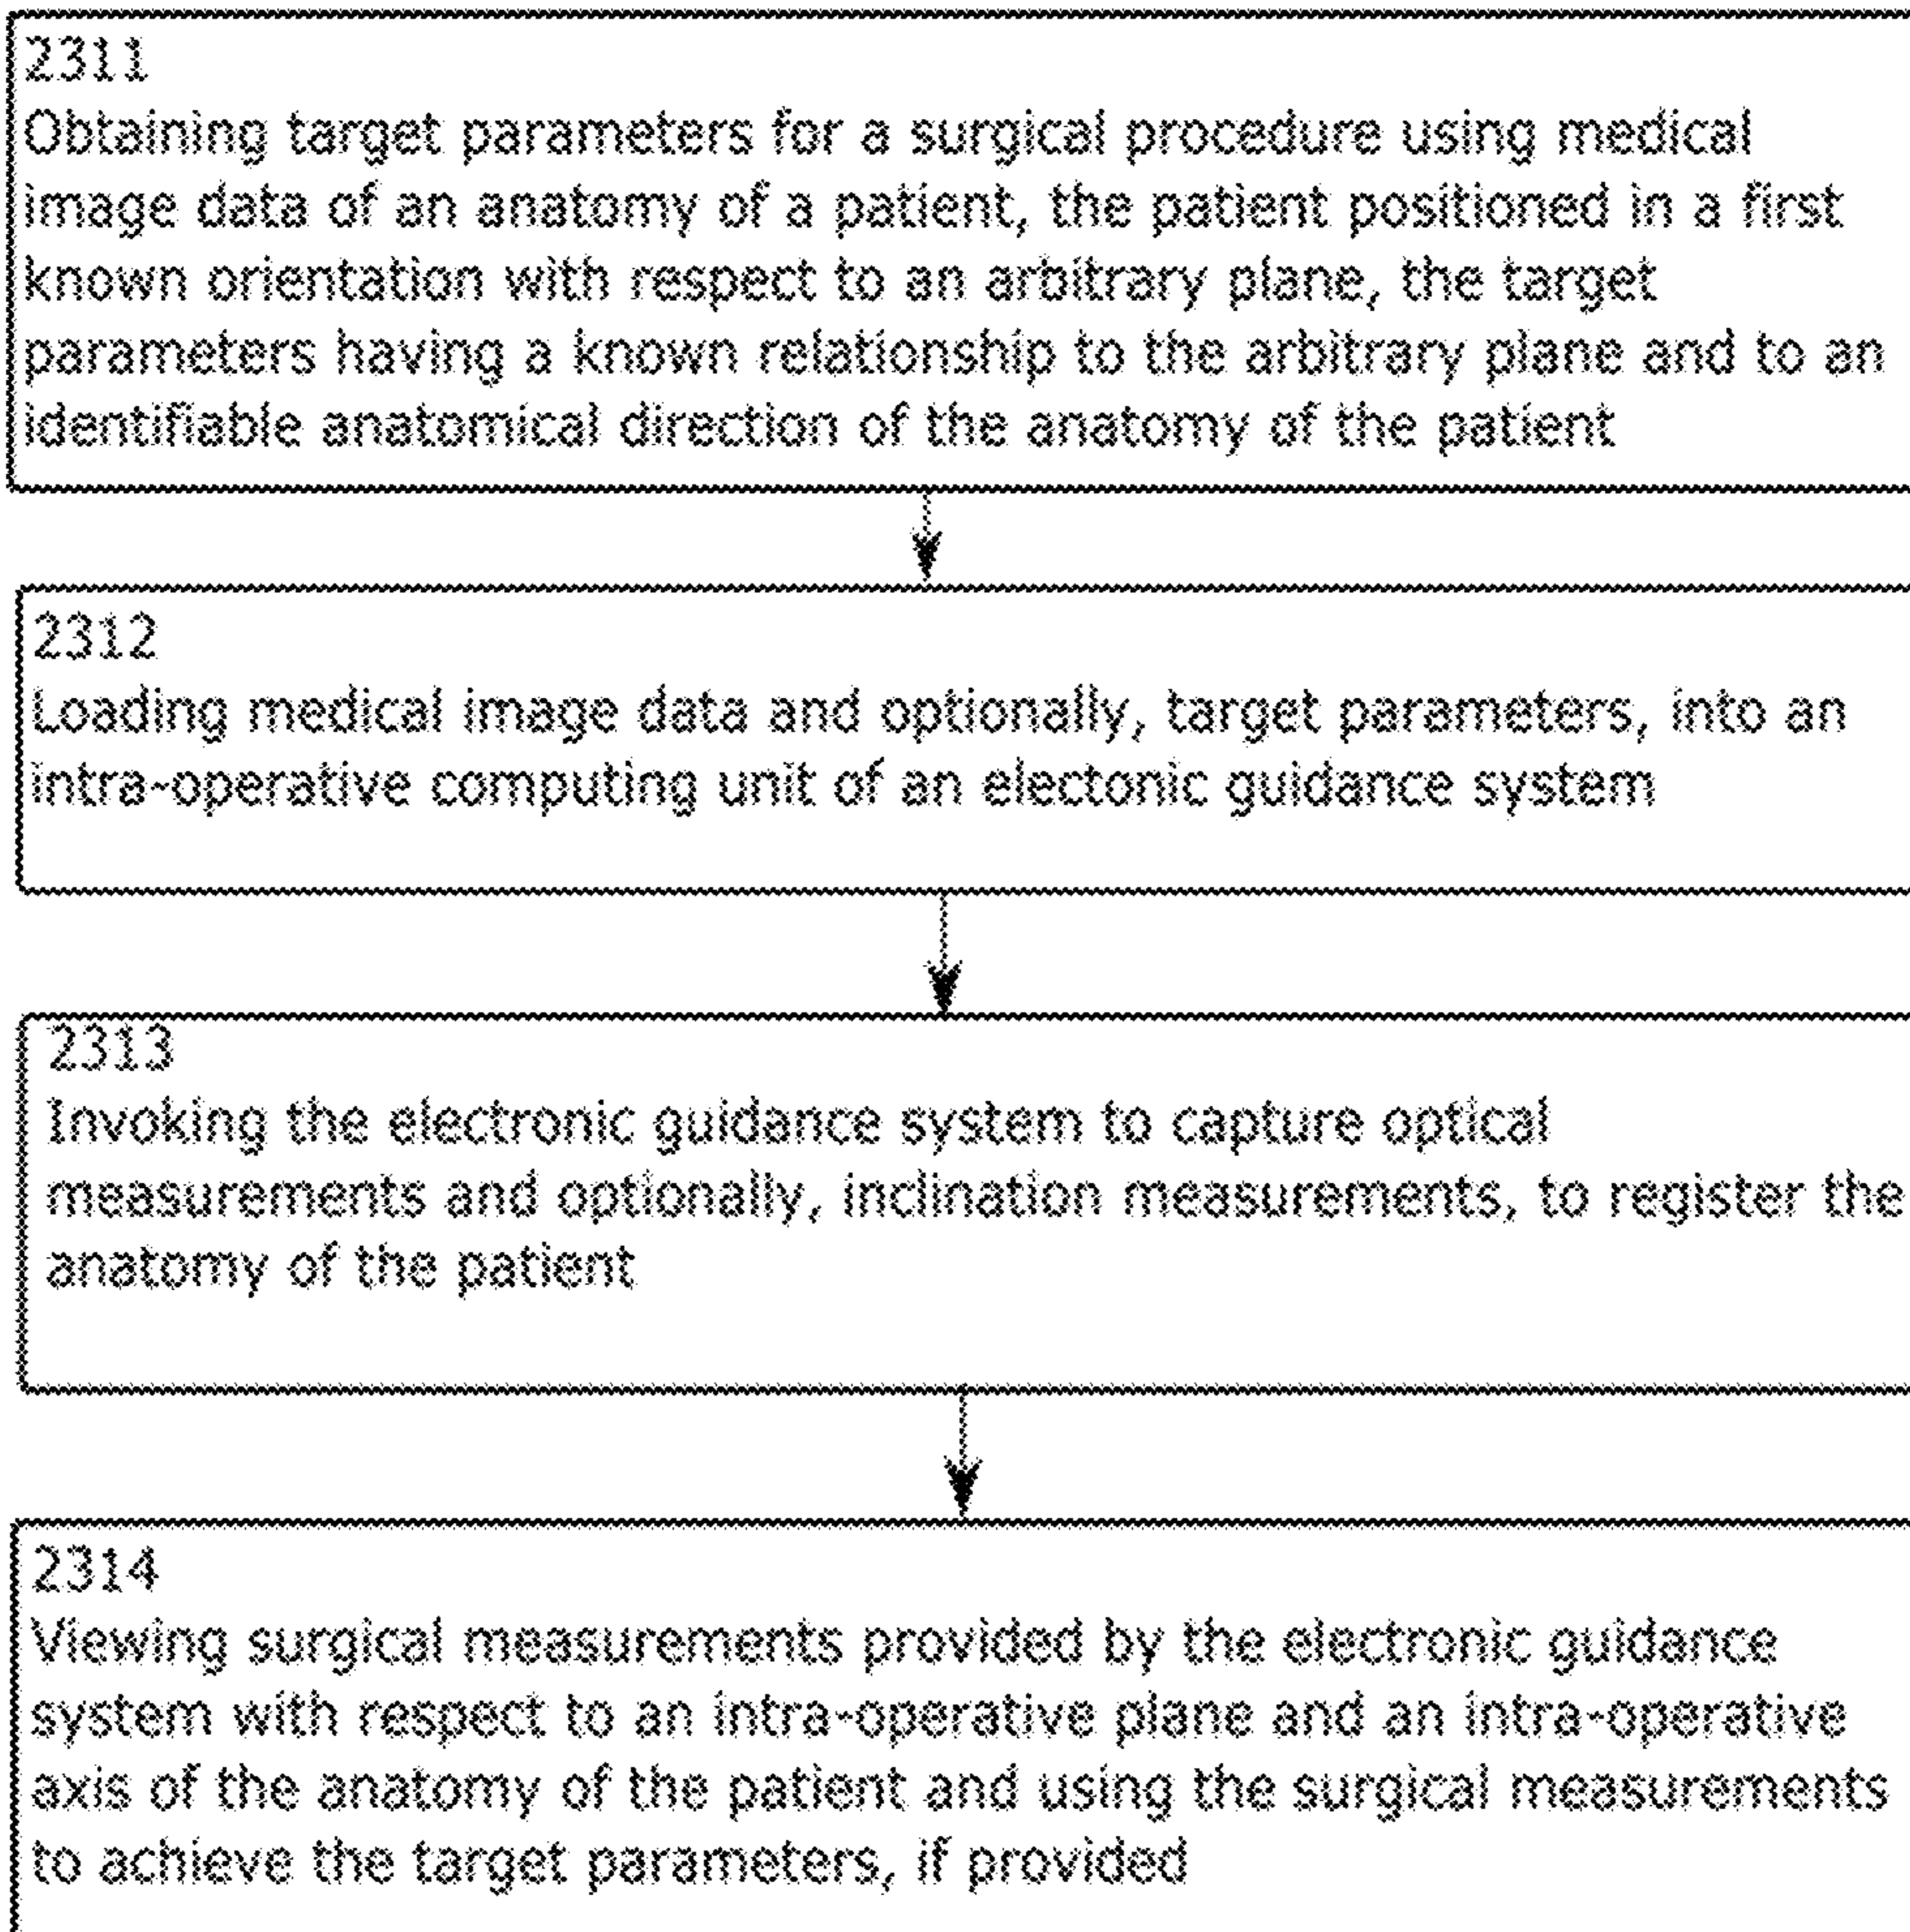 2311
Obtaining target parameters for a surgical procedure using medical
image data of an anatomy of a patient, the patient positioned in a first
known orientation with respect to an arbitrary plane, the target
parameters having a known relationship to the arbitrary plane and to an
identifiable anatomical direction of the anatomy of the patient
2312
Loading medical image data and optionally, target parameters, into an
intra-operative computing unit of an electonic guidance system
2313
Invoking the electronic guidance system to capture optical
measurements and optionally, inclination measurements, to register the
anatomy of the patient
2314
Viewing surgical measurements provided by the electronic guidance
system with respect to an intra-operative plane and an intra-operative
axis of the anatomy of the patient and using the surgical measurements
to achieve the target parameters, if provided